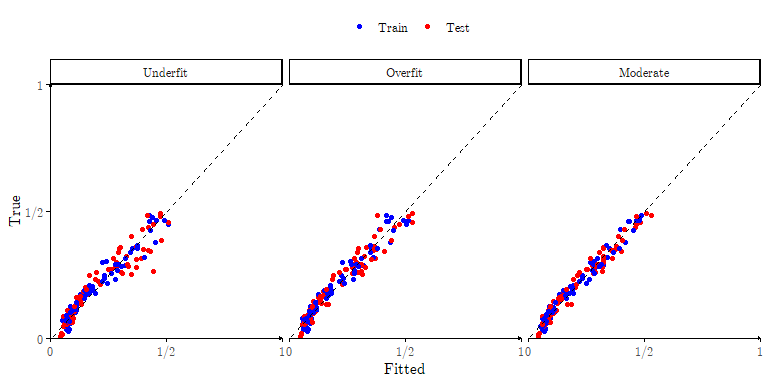 Train Test
Underfit Overfit Moderate
1
True 1/2
0
0 1/2 10 1/2 10 1/2 1
Fitted